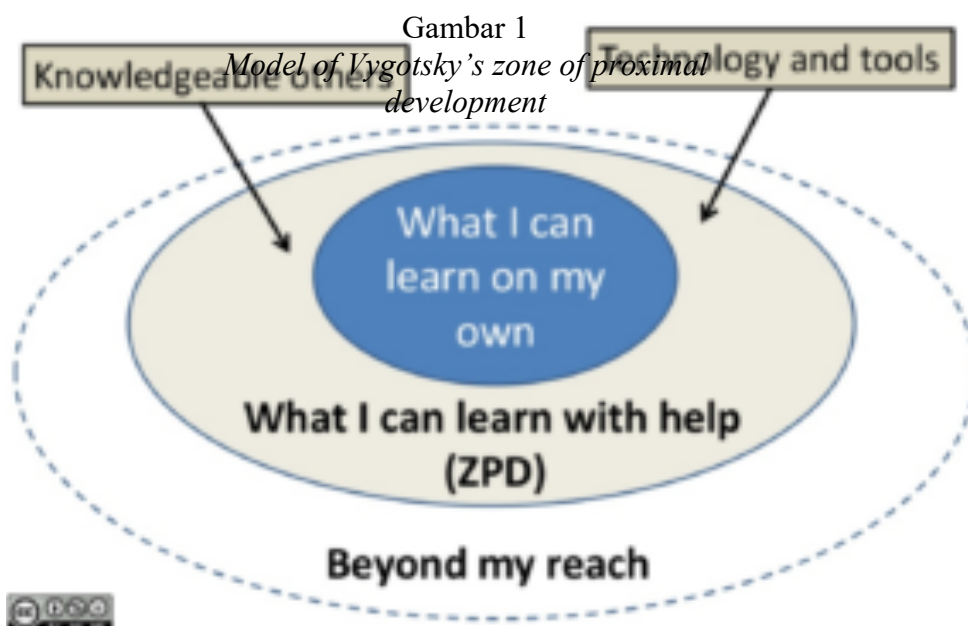 Gambar 1
Model of Vygotsky's zone of proximal
development
Knowledgeable others
Technology and tools
What I can
learn on my
own
What I can learn with help
(ZPD)
Beyond my reach
cc